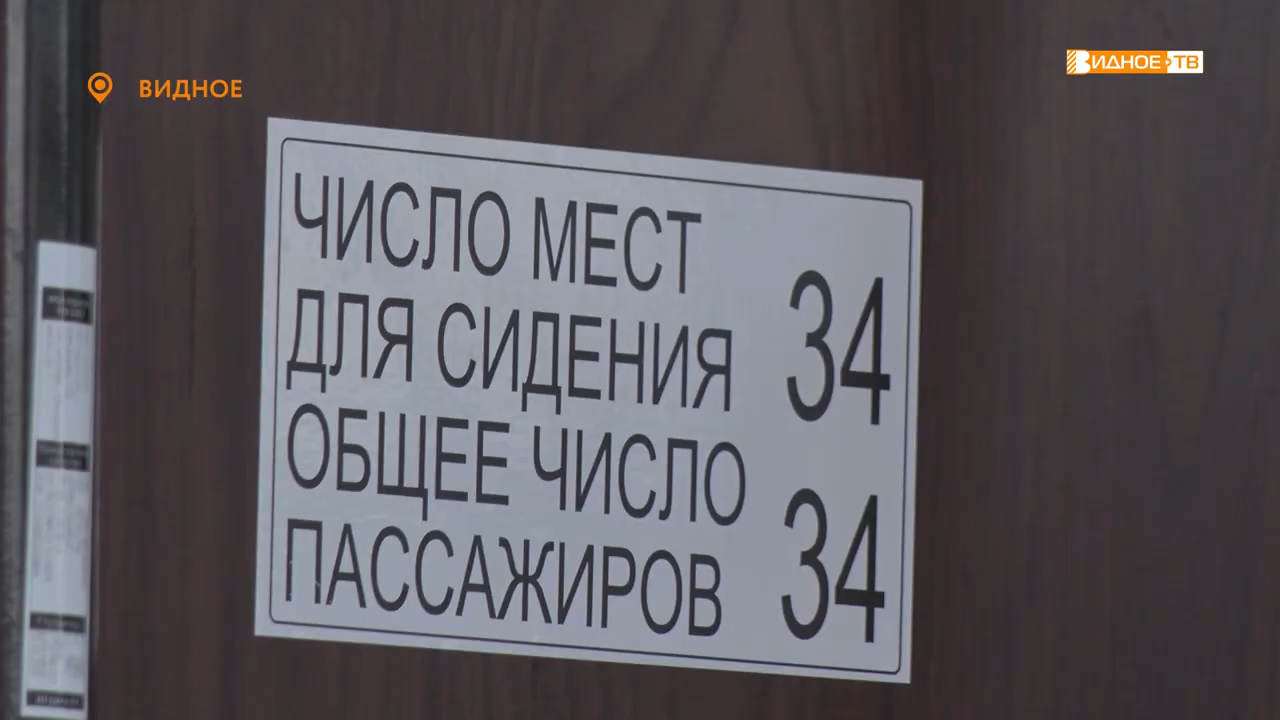 ВИДНОЕ
ВИДНОЕ ТВ
ЧИСЛО МЕСТ
ДЛЯ СИДЕНИЯ 34
ОБЩЕЕ ЧИСЛО
ПАССАЖИРОВ 34